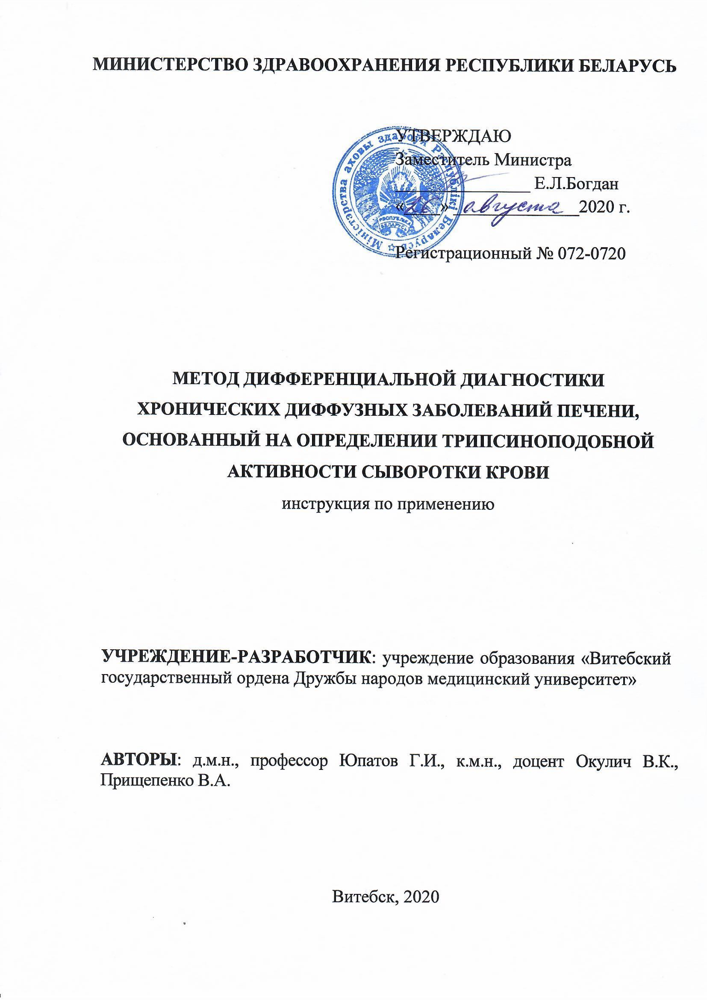 МИНИСТЕРСТВО ЗДРАВООХРАНЕНИЯ РЕСПУБЛИКИ БЕЛАРУСЬ
УТВЕРЖДАЮ
Заместитель Министра
Е.Л.Богдан
«26» августа 2020 г.
Міністэрства аховы здароўя Рэспублікі Беларусь
РЭСПУБЛІКА
БЕЛАРУСЬ
Регистрационный № 072-0720
МЕТОД ДИФФЕРЕНЦИАЛЬНОЙ ДИАГНОСТИКИ
ХРОНИЧЕСКИХ ДИФФУЗНЫХ ЗАБОЛЕВАНИЙ ПЕЧЕНИ,
ОСНОВАННЫЙ НА ОПРЕДЕЛЕНИИ ТРИПСИНОПОДОБНОЙ
АКТИВНОСТИ СЫВОРОТКИ КРОВИ
инструкция по применению
УЧРЕЖДЕНИЕ-РАЗРАБОТЧИК: учреждение образования «Витебский
государственный ордена Дружбы народов медицинский университет»
АВТОРЫ: д.м.н., профессор Юпатов Г.И., к.м.н., доцент Окулич В.К.,
Прищепенко В.А.
Витебск, 2020